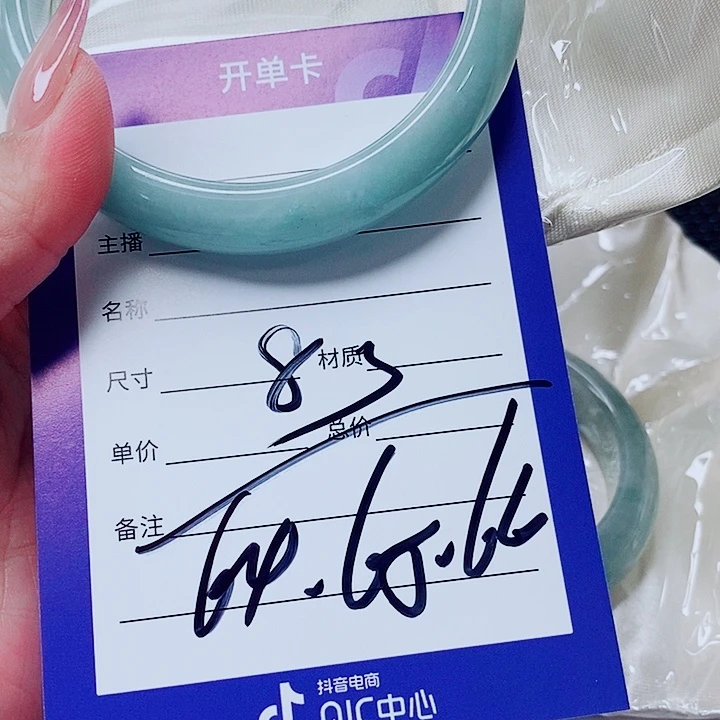 开单卡
主播
名称
尺寸 材质
83
单价 总价
备注
64.65.66
抖音电商
QIC中心